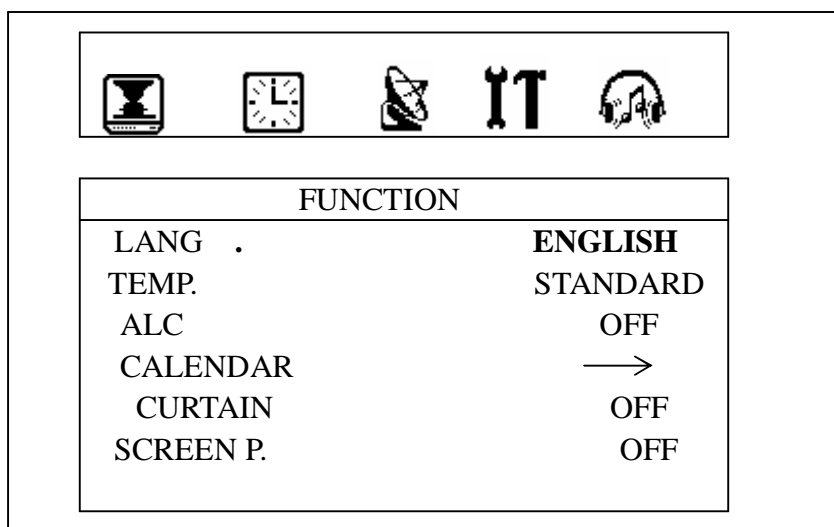 FUNCTION
LANG . ENGLISH
TEMP. STANDARD
ALC OFF
CALENDAR →
CURTAIN OFF
SCREEN P. OFF